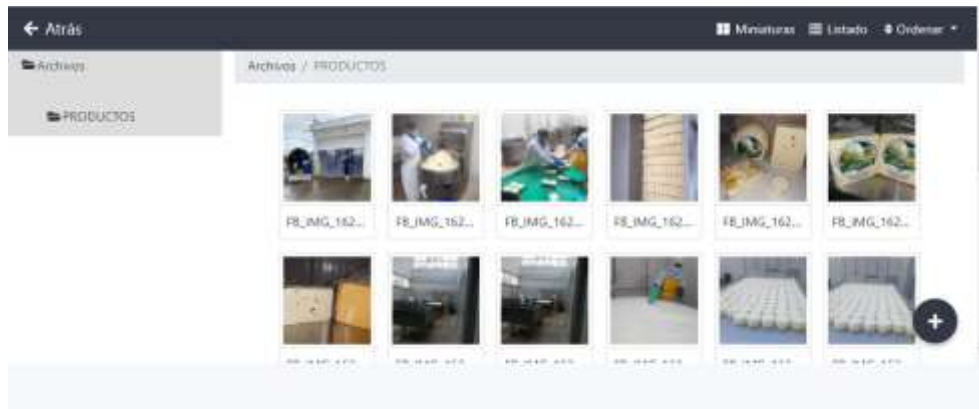 Atrás
Miniaturas Listado Ordenar
Archivos
Archivos / PRODUCTOS
PRODUCTOS
FB_IMG_162... FB_IMG_162... FB_IMG_162... FB_IMG_162... FB_IMG_162... FB_IMG_162...